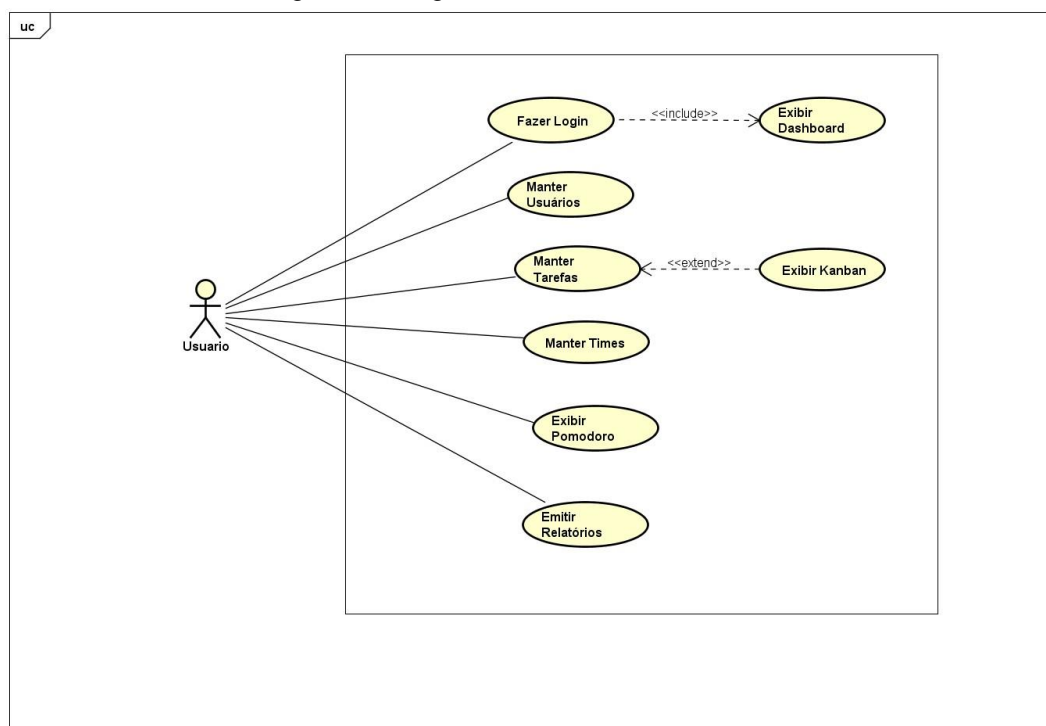 uc
Fazer Login
<<include>>
Exibir
Dashboard
Manter
Usuários
Manter
Tarefas
<<extend>>
Exibir Kanban
Usuario
Manter Times
Exibir
Pomodoro
Emitir
Relatórios